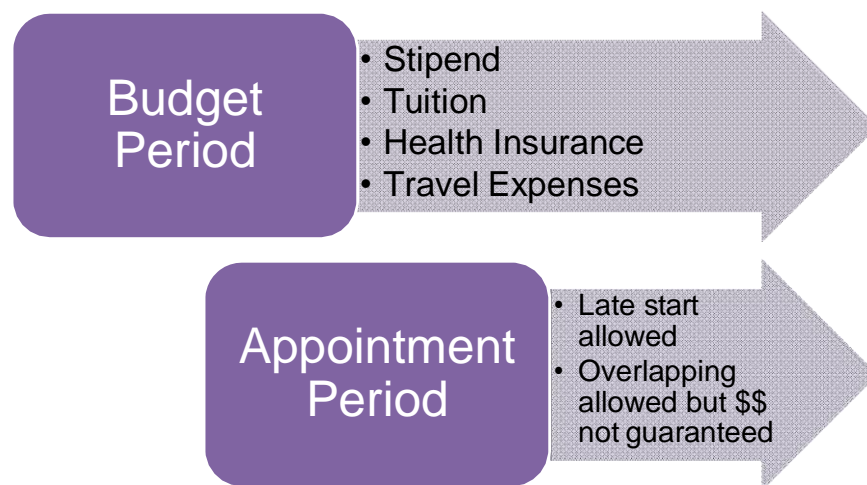 Budget
Period
• Stipend
• Tuition
• Health Insurance
• Travel Expenses
Appointment
Period
• Late start
allowed
• Overlapping
allowed but $$
not guaranteed